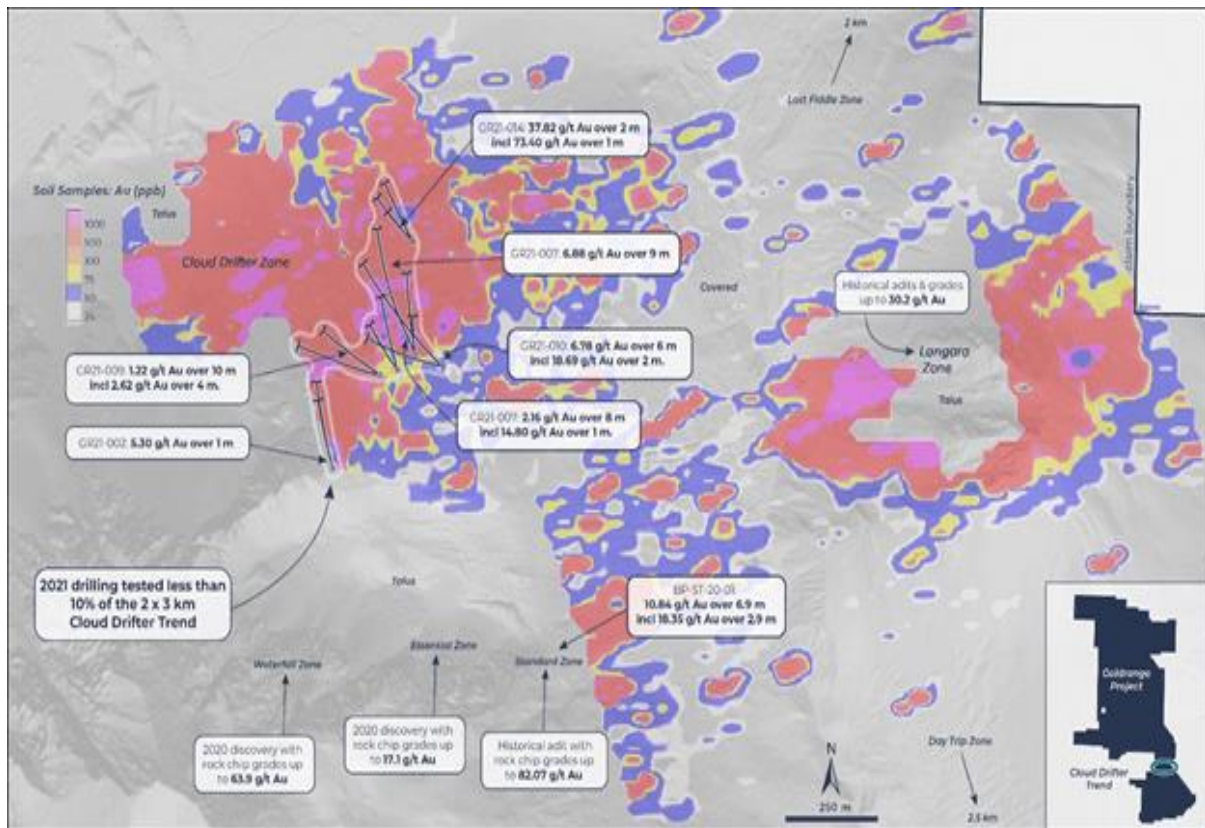 2 km
Lost Fiddle Zone
GR21-014: 37.82 g/t Au over 2 m
incl 73.40 g/t Au over 1 m
claim boundary
Soil Samples: Au (ppb)
1000
500
300
75
50
25
Talus
Cloud Drifter Zone
GR21-007: 6.88 g/t Au over 9 m
Covered
Historical adits & grades
up to 30.2 g/t Au
Langara
Zone
Talus
GR21-010: 6.78 g/t Au over 6 m
incl 18.69 g/t Au over 2 m.
GR21-009: 1.22 g/t Au over 10 m
incl 2.62 g/t Au over 4 m.
GR21-007: 2.16 g/t Au over 8 m
incl 14.80 g/t Au over 1 m.
GR21-002: 5.30 g/t Au over 1 m
2021 drilling tested less than
10% of the 2 x 3 km
Cloud Drifter Trend
Talus
BP-ST-20-01:
10.84 g/t Au over 6.9 m
incl 18.35 g/t Au over 2.9 m
Waterfall Zone
Essential Zone
Standard Zone
2020 discovery with
rock chip grades up
to 63.9 g/t Au
2020 discovery with
rock chip grades up
to 17.1 g/t Au
Historical adit with
rock chip grades up
to 82.07 g/t Au
N
250 m
Day Trip Zone
2.5 km
Goldrange
Project
Cloud Drifter
Trend